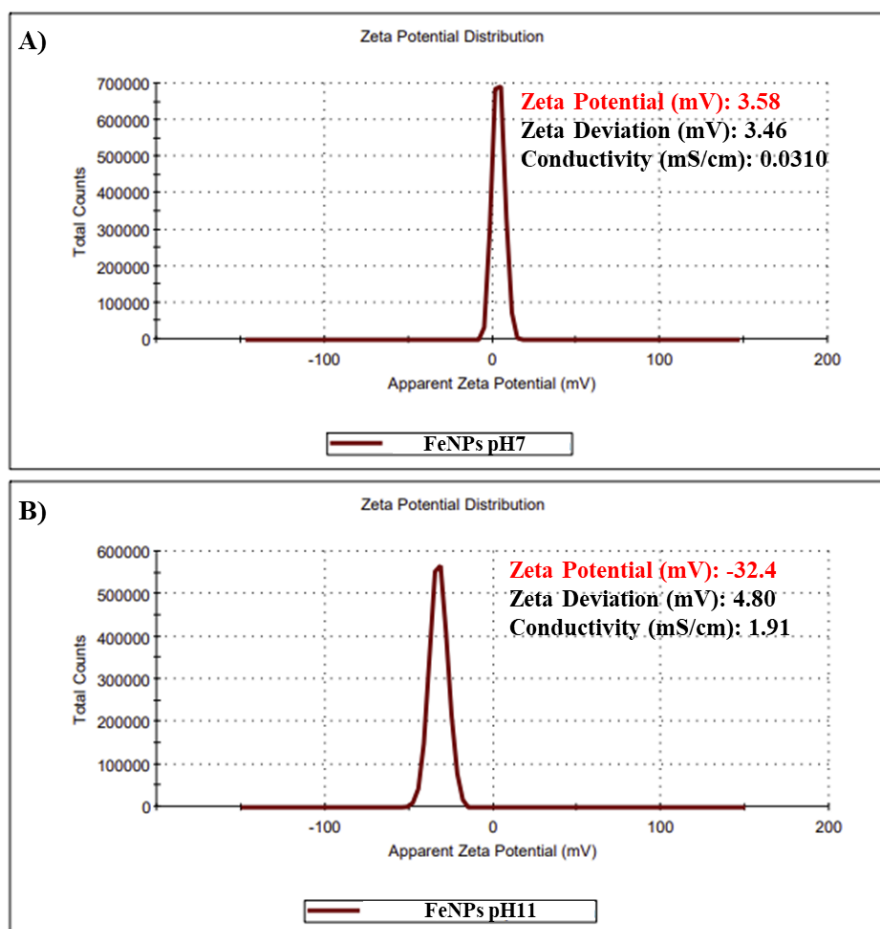 A)
Zeta Potential Distribution
Zeta Potential (mV): 3.58
Zeta Deviation (mV): 3.46
Conductivity (mS/cm): 0.0310
Total Counts
700000
600000
500000
400000
300000
200000
100000
0
-100 0 100 200
Apparent Zeta Potential (mV)
FeNPs pH7
B)
Zeta Potential Distribution
Zeta Potential (mV): -32.4
Zeta Deviation (mV): 4.80
Conductivity (mS/cm): 1.91
Total Counts
600000
500000
400000
300000
200000
100000
0
-100 0 100 200
Apparent Zeta Potential (mV)
FeNPs pH11